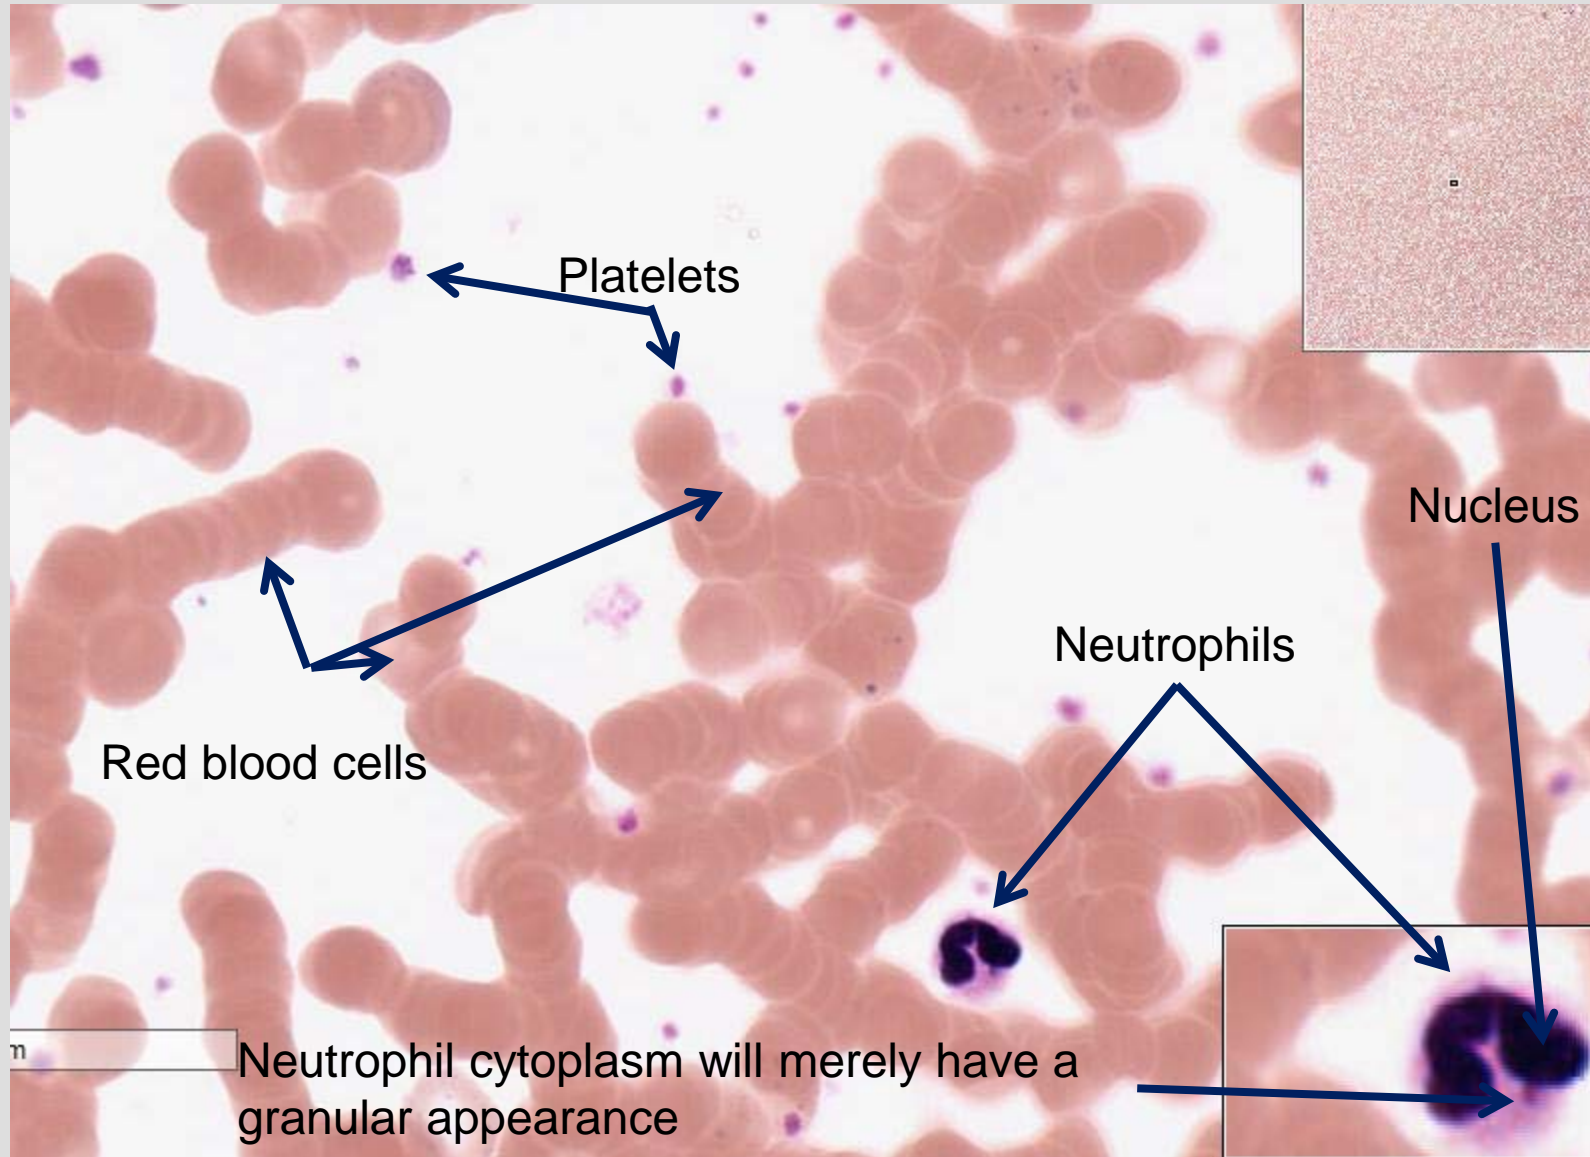 Platelets
Nucleus
Neutrophils
Red blood cells
m
Neutrophil cytoplasm will merely have a
granular appearance